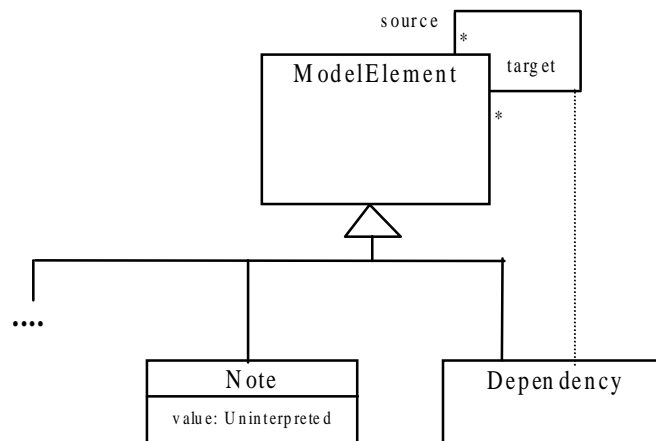 source
*
ModelElement
target
*
....
Note
Dependency
value: Uninterpreted